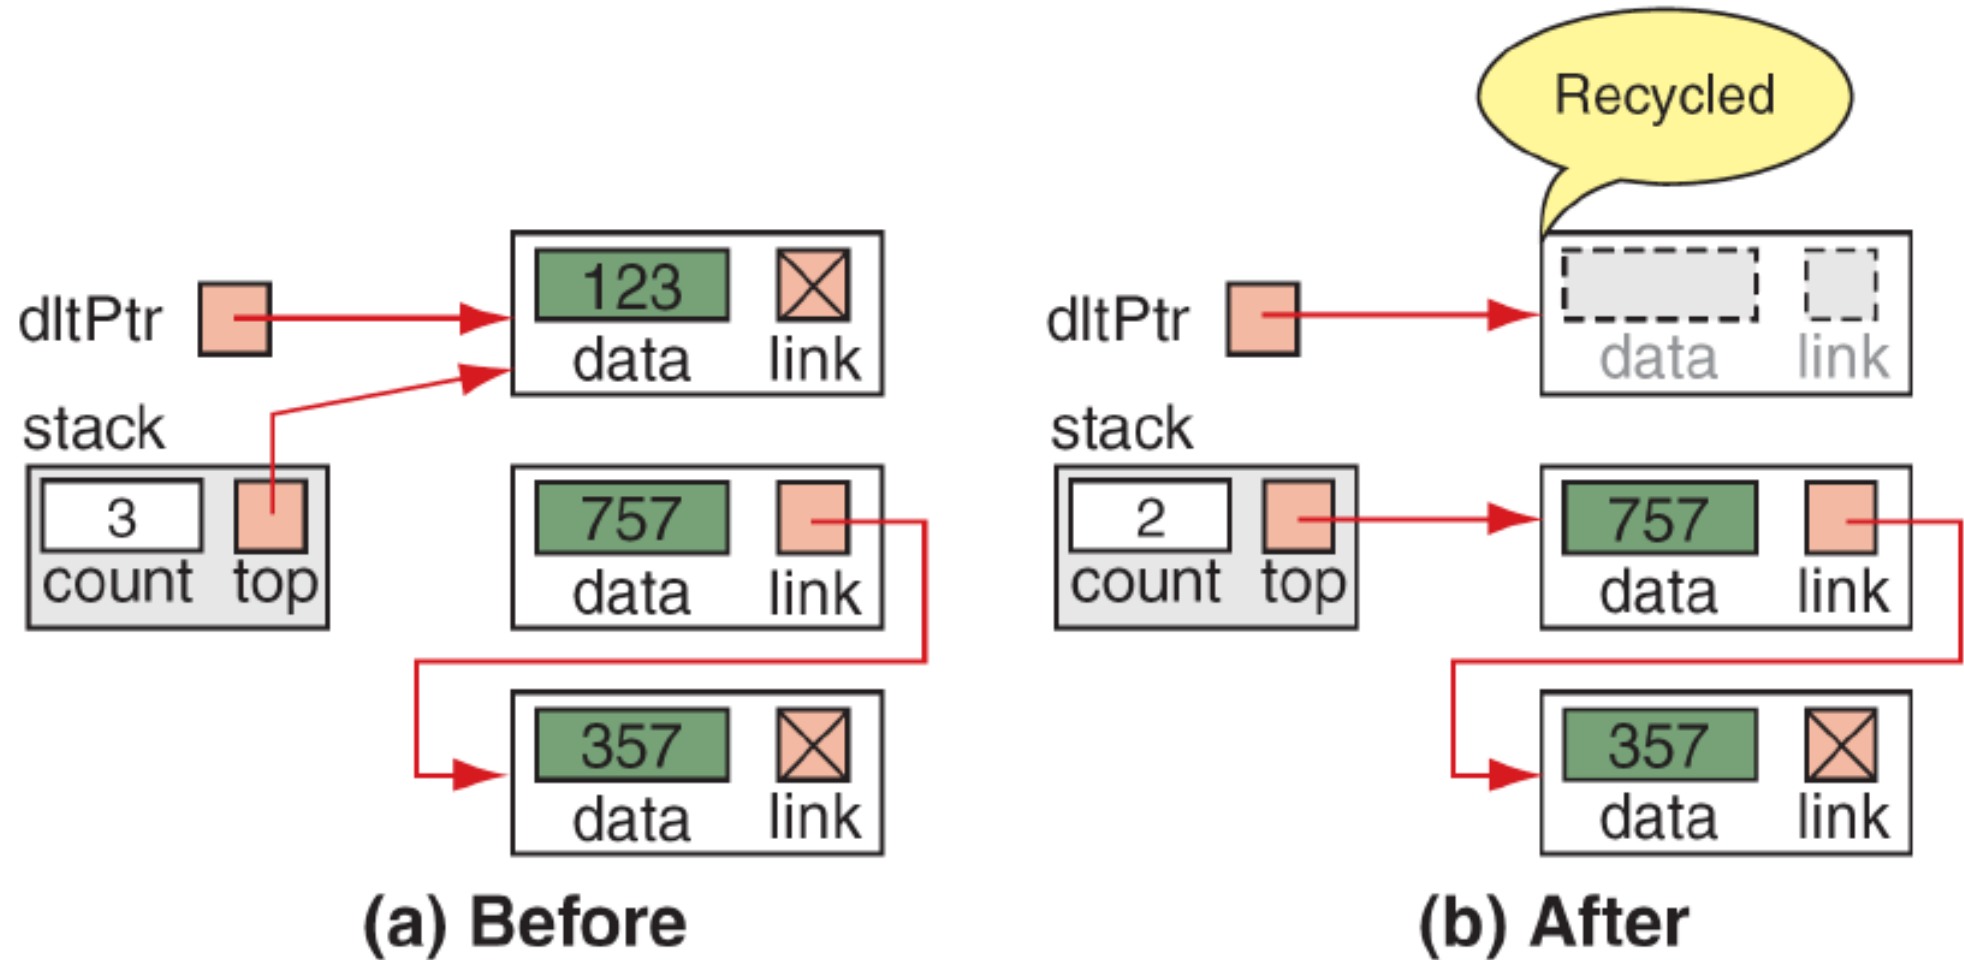 Recycled
dltPtr
123
data link
stack
3
count top
757
data link
357
data link
(a) Before
dltPtr
data link
stack
2
count top
757
data link
357
data link
(b) After